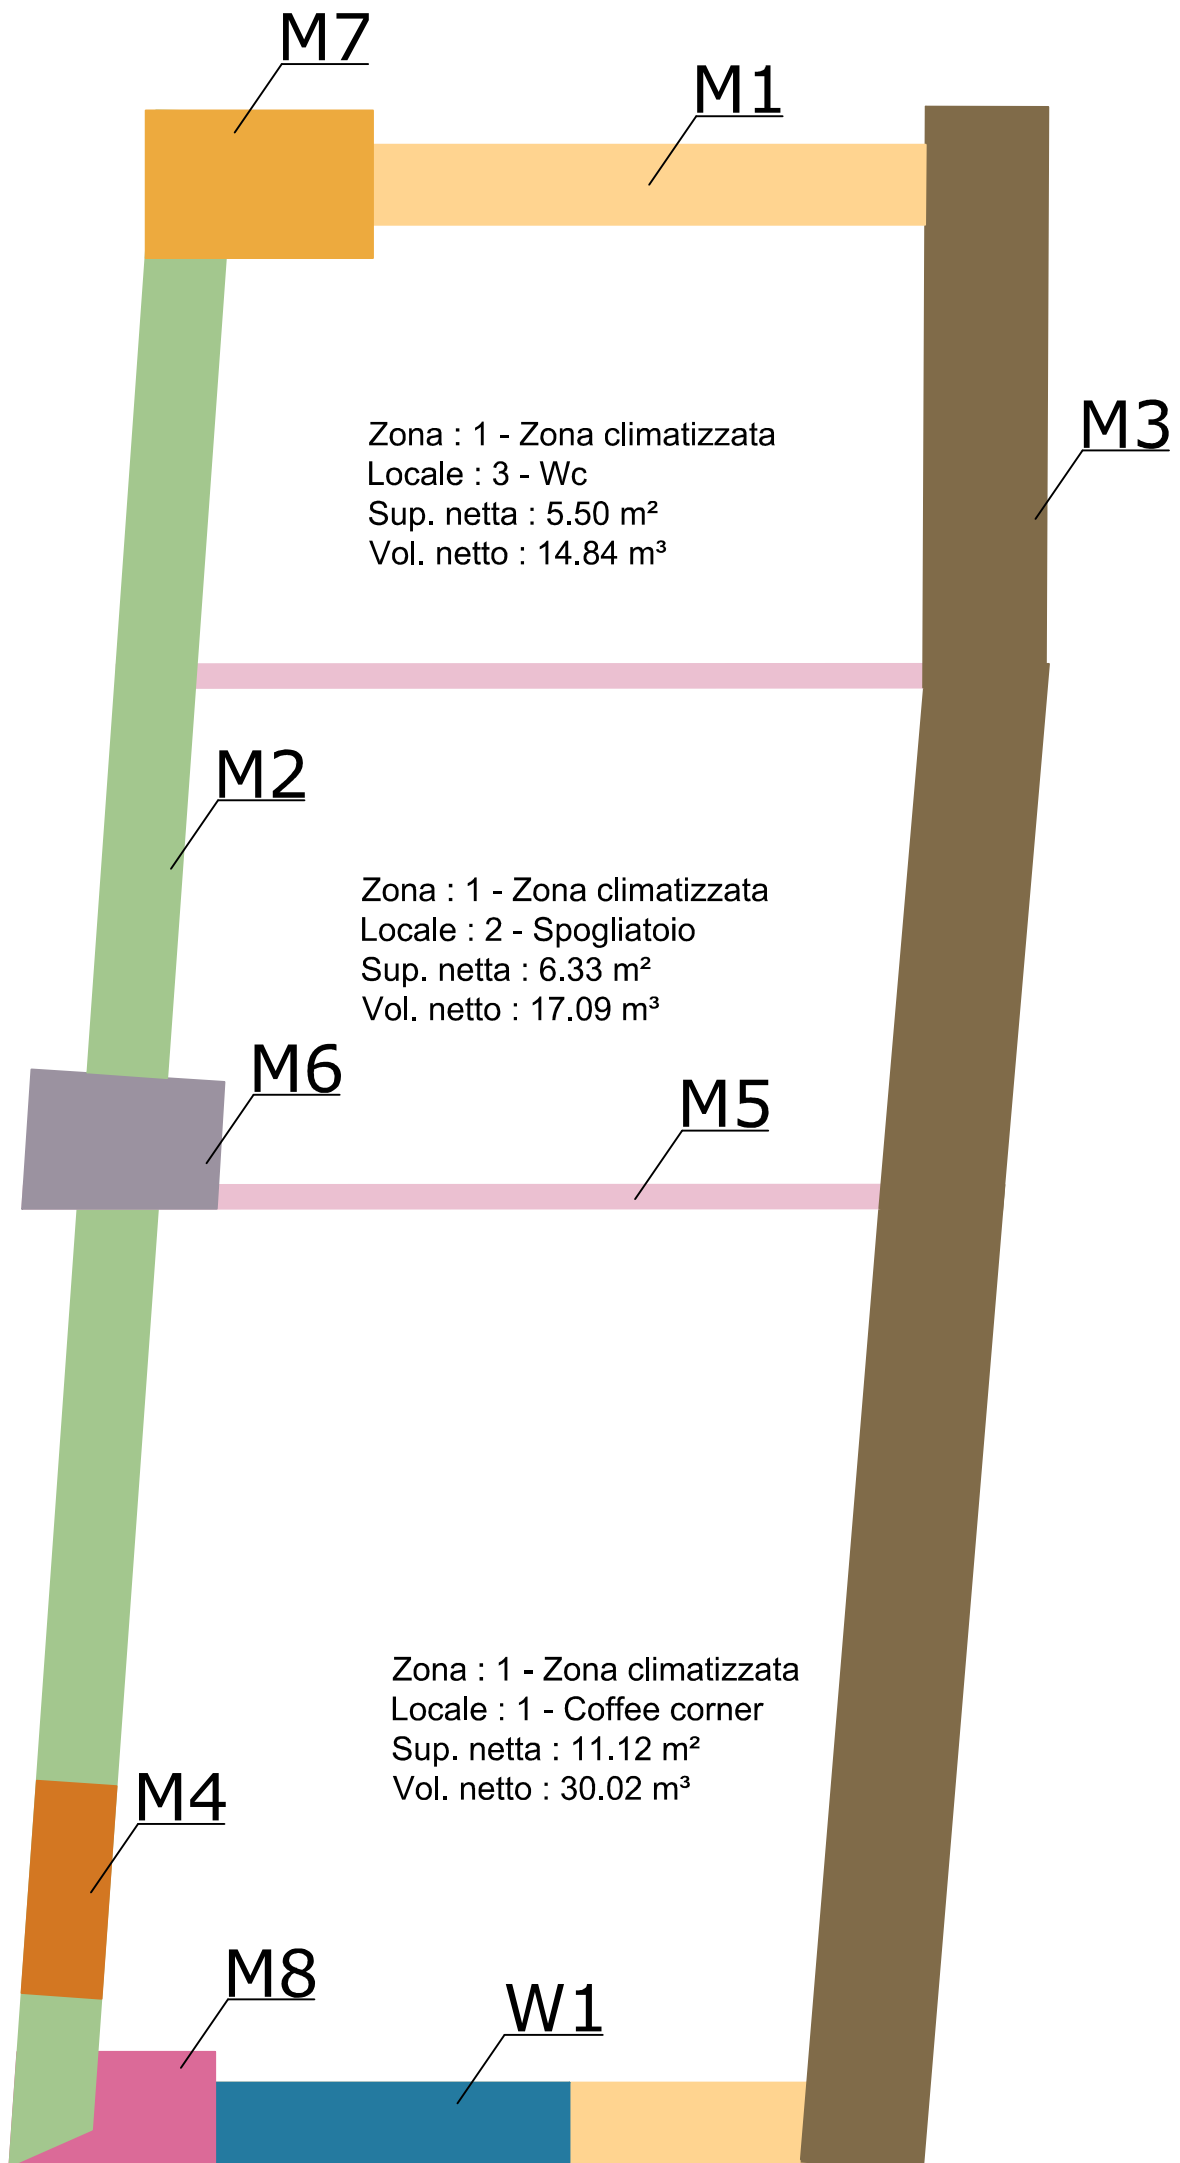 M7
M1
M3
Zona : 1 - Zona climatizzata
Locale : 3 - Wc
Sup. netta : 5.50 m²
Vol. netto : 14.84 m³
M2
Zona : 1 - Zona climatizzata
Locale : 2 - Spogliatoio
Sup. netta : 6.33 m²
Vol. netto : 17.09 m³
M6
M5
Zona : 1 - Zona climatizzata
Locale : 1 - Coffee corner
Sup. netta : 11.12 m²
Vol. netto : 30.02 m³
M4
M8
W1